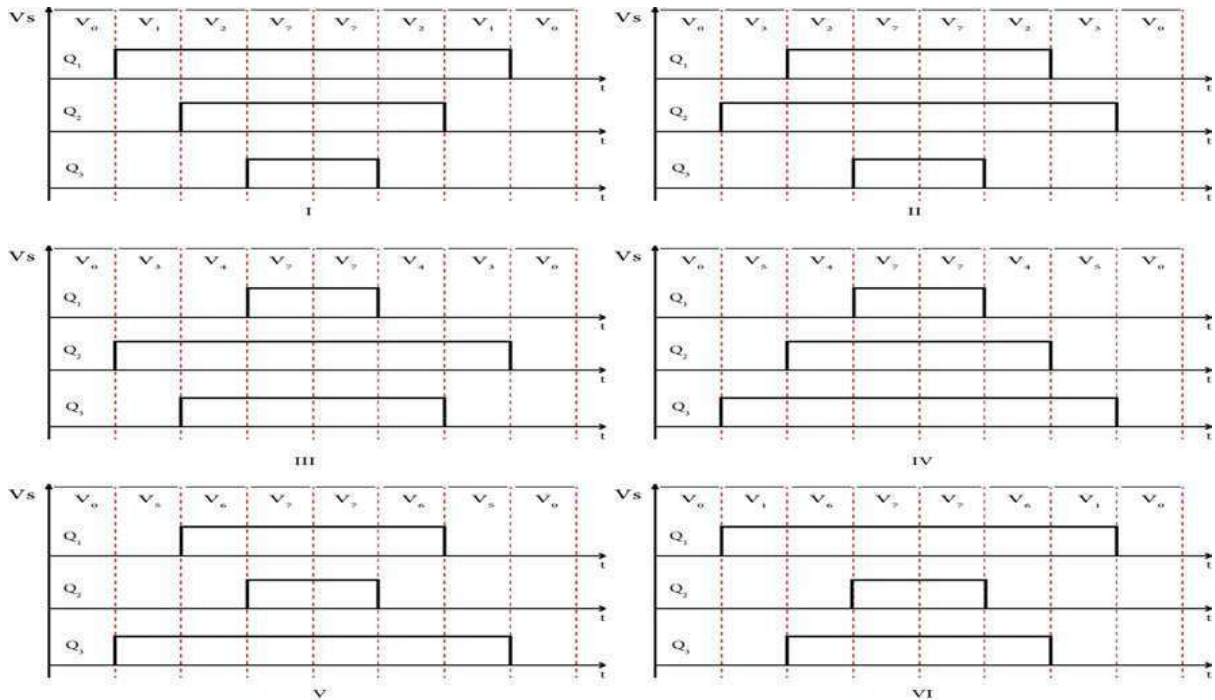 Vs V₀ V₁ V₂ V₇ V₇ V₂ V₁ V₀
Q₁
t
Q₂
t
Q₃
t
I
Vs V₀ V₃ V₂ V₇ V₇ V₂ V₃ V₀
Q₁
t
Q₂
t
Q₃
t
II
Vs V₀ V₃ V₄ V₇ V₇ V₄ V₃ V₀
Q₁
t
Q₂
t
Q₃
t
III
Vs V₀ V₅ V₄ V₇ V₇ V₄ V₅ V₀
Q₁
t
Q₂
t
Q₃
t
IV
Vs V₀ V₅ V₆ V₇ V₇ V₆ V₅ V₀
Q₁
t
Q₂
t
Q₃
t
V
Vs V₀ V₁ V₆ V₇ V₇ V₆ V₁ V₀
Q₁
t
Q₂
t
Q₃
t
VI